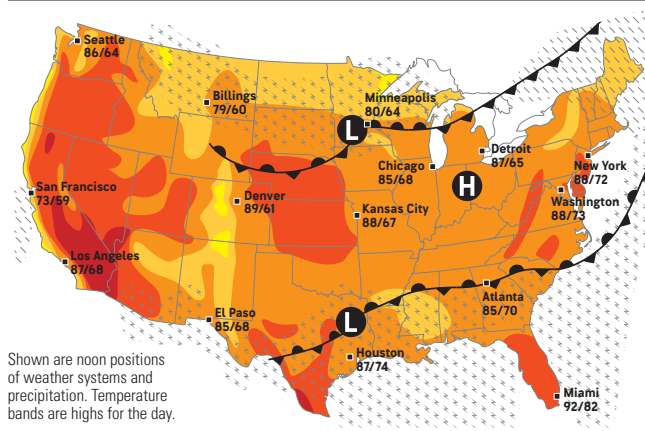 Seattle
86/64
Billings
79/60
Minneapolis
80/64
L
Detroit
87/65
Chicago
85/68
New York
88/72
H
San Francisco
73/59
Denver
89/61
Kansas City
88/67
Washington
88/73
Los Angeles
87/68
El Paso
85/68
L
Atlanta
85/70
Houston
87/74
Miami
92/82
Shown are noon positions
of weather systems and
precipitation. Temperature
bands are highs for the day.